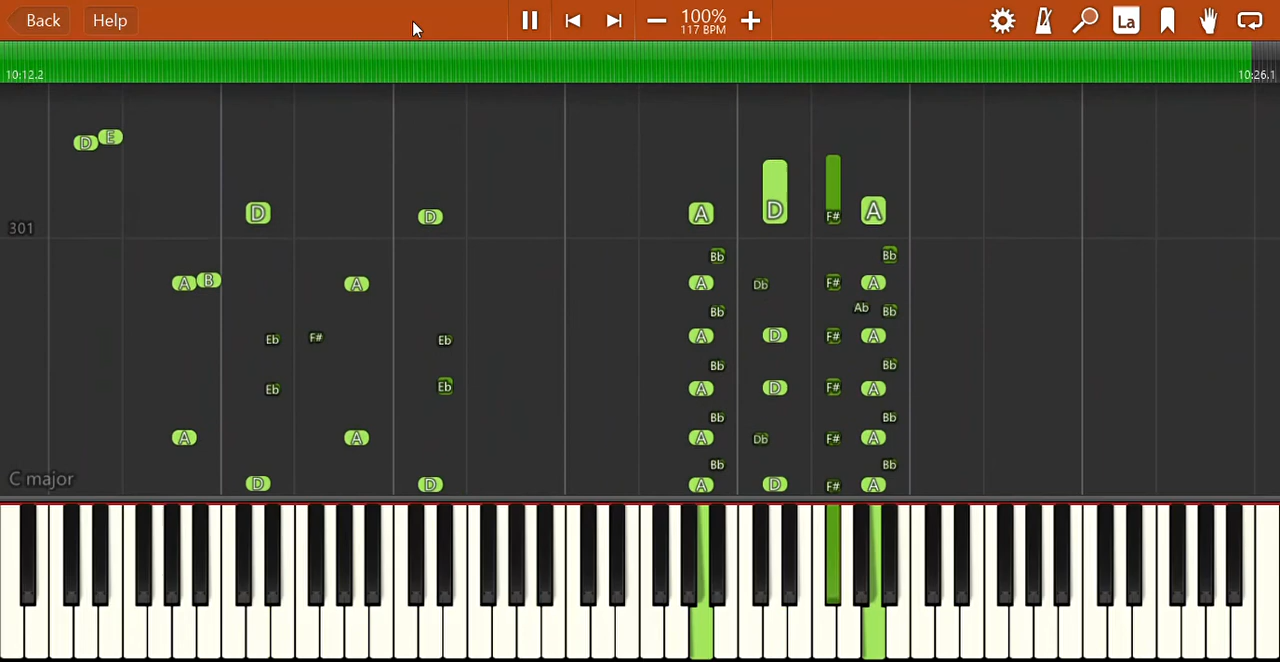 Back Help 100% La
117 BPM
10:12.2 10:26.1
D E
D D A D F# A
301
Bb Bb
A B A A Db F# A
Bb Ab Bb
Eb F# Eb A D F# A
Bb Bb
Eb Eb A D F# A
Bb Bb
A A A Db F# A
Bb Bb
C major
D D A D F# A